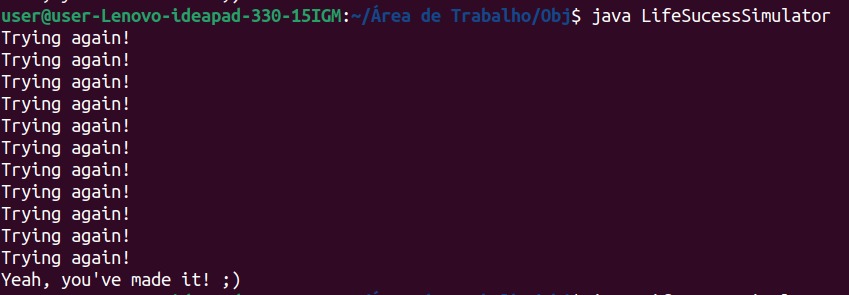 user@user-Lenovo-ideapad-330-15IGM:~/Área de Trabalho/Obj$ java LifeSucessSimulator
Trying again!
Trying again!
Trying again!
Trying again!
Trying again!
Trying again!
Trying again!
Trying again!
Trying again!
Trying again!
Trying again!
Yeah, you've made it! ;)